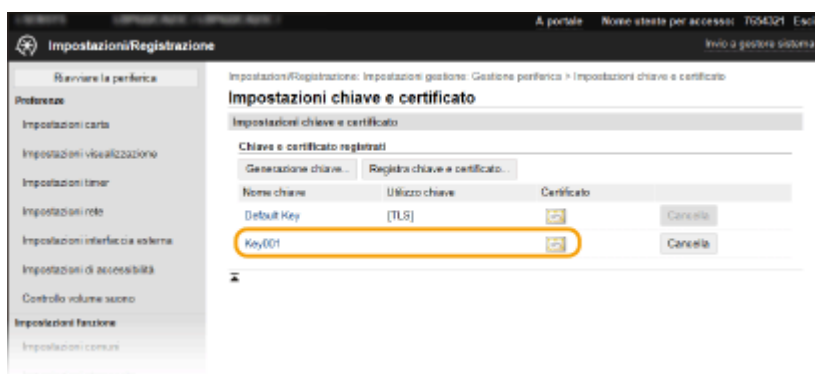 A portale Nome utente per accesso: 7654321 Esci
Impostazioni/Registrazione
Invio a gestore sistema
Riavviare la periferica
Preferenze
Impostazioni carta
Impostazioni visualizzazione
Impostazioni timer
Impostazioni rete
Impostazioni interfaccia esterna
Impostazioni di accessibilità
Controllo volume suono
Impostazioni funzione
Impostazioni comuni
Impostazioni/Registrazione: Impostazioni gestione: Gestione periferica > Impostazioni chiave e certificato
Impostazioni chiave e certificato
Impostazioni chiave e certificato
Chiave e certificato registrati
Generazione chiave... Registra chiave e certificato...
Nome chiave Utilizzo chiave Certificato
Default Key [TLS] Cancella
Key001 Cancella